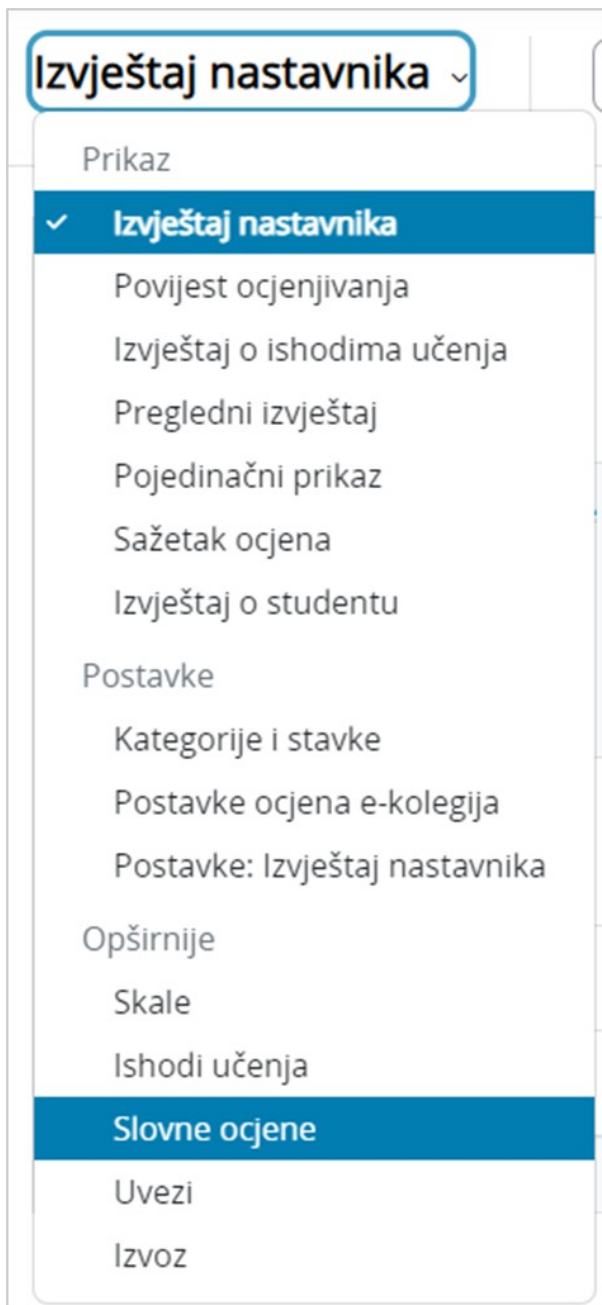 Izvještaj nastavnika
Prikaz
Izvještaj nastavnika
Povijest ocjenjivanja
Izvještaj o ishodima učenja
Pregledni izvještaj
Pojedinačni prikaz
Sažetak ocjena
Izvještaj o studentu
Postavke
Kategorije i stavke
Postavke ocjena e-kolegija
Postavke: Izvještaj nastavnika
Opširnije
Skale
Ishodi učenja
Slovne ocjene
Uvezi
Izvoz